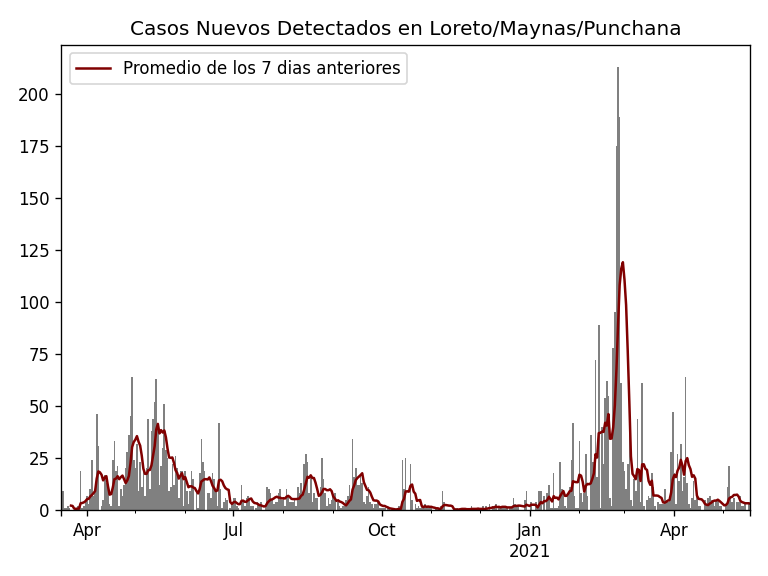 Casos Nuevos Detectados en Loreto/Maynas/Punchana
Promedio de los 7 dias anteriores
200
175
150
125
100
75
50
25
0
Apr
Jul
Oct
Jan
2021
Apr